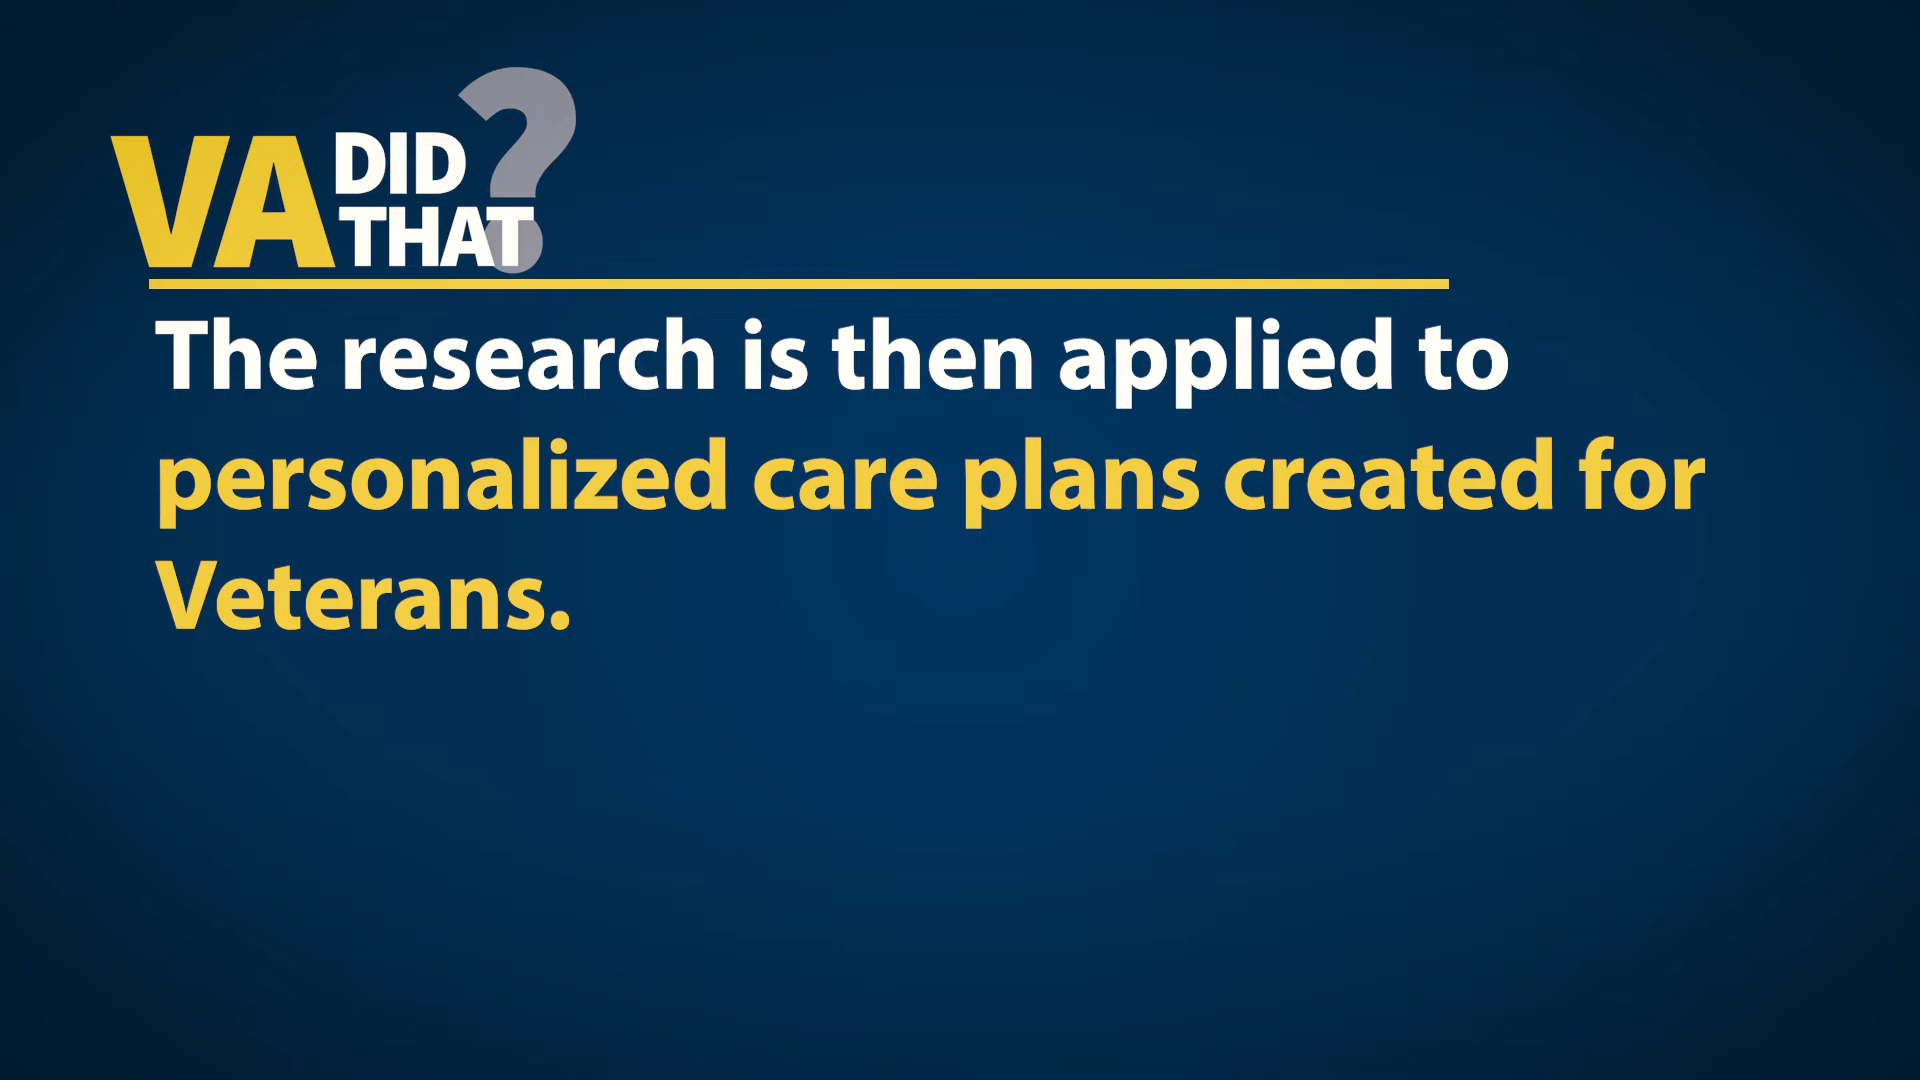 VA DID THAT?
The research is then applied to
personalized care plans created for
Veterans.